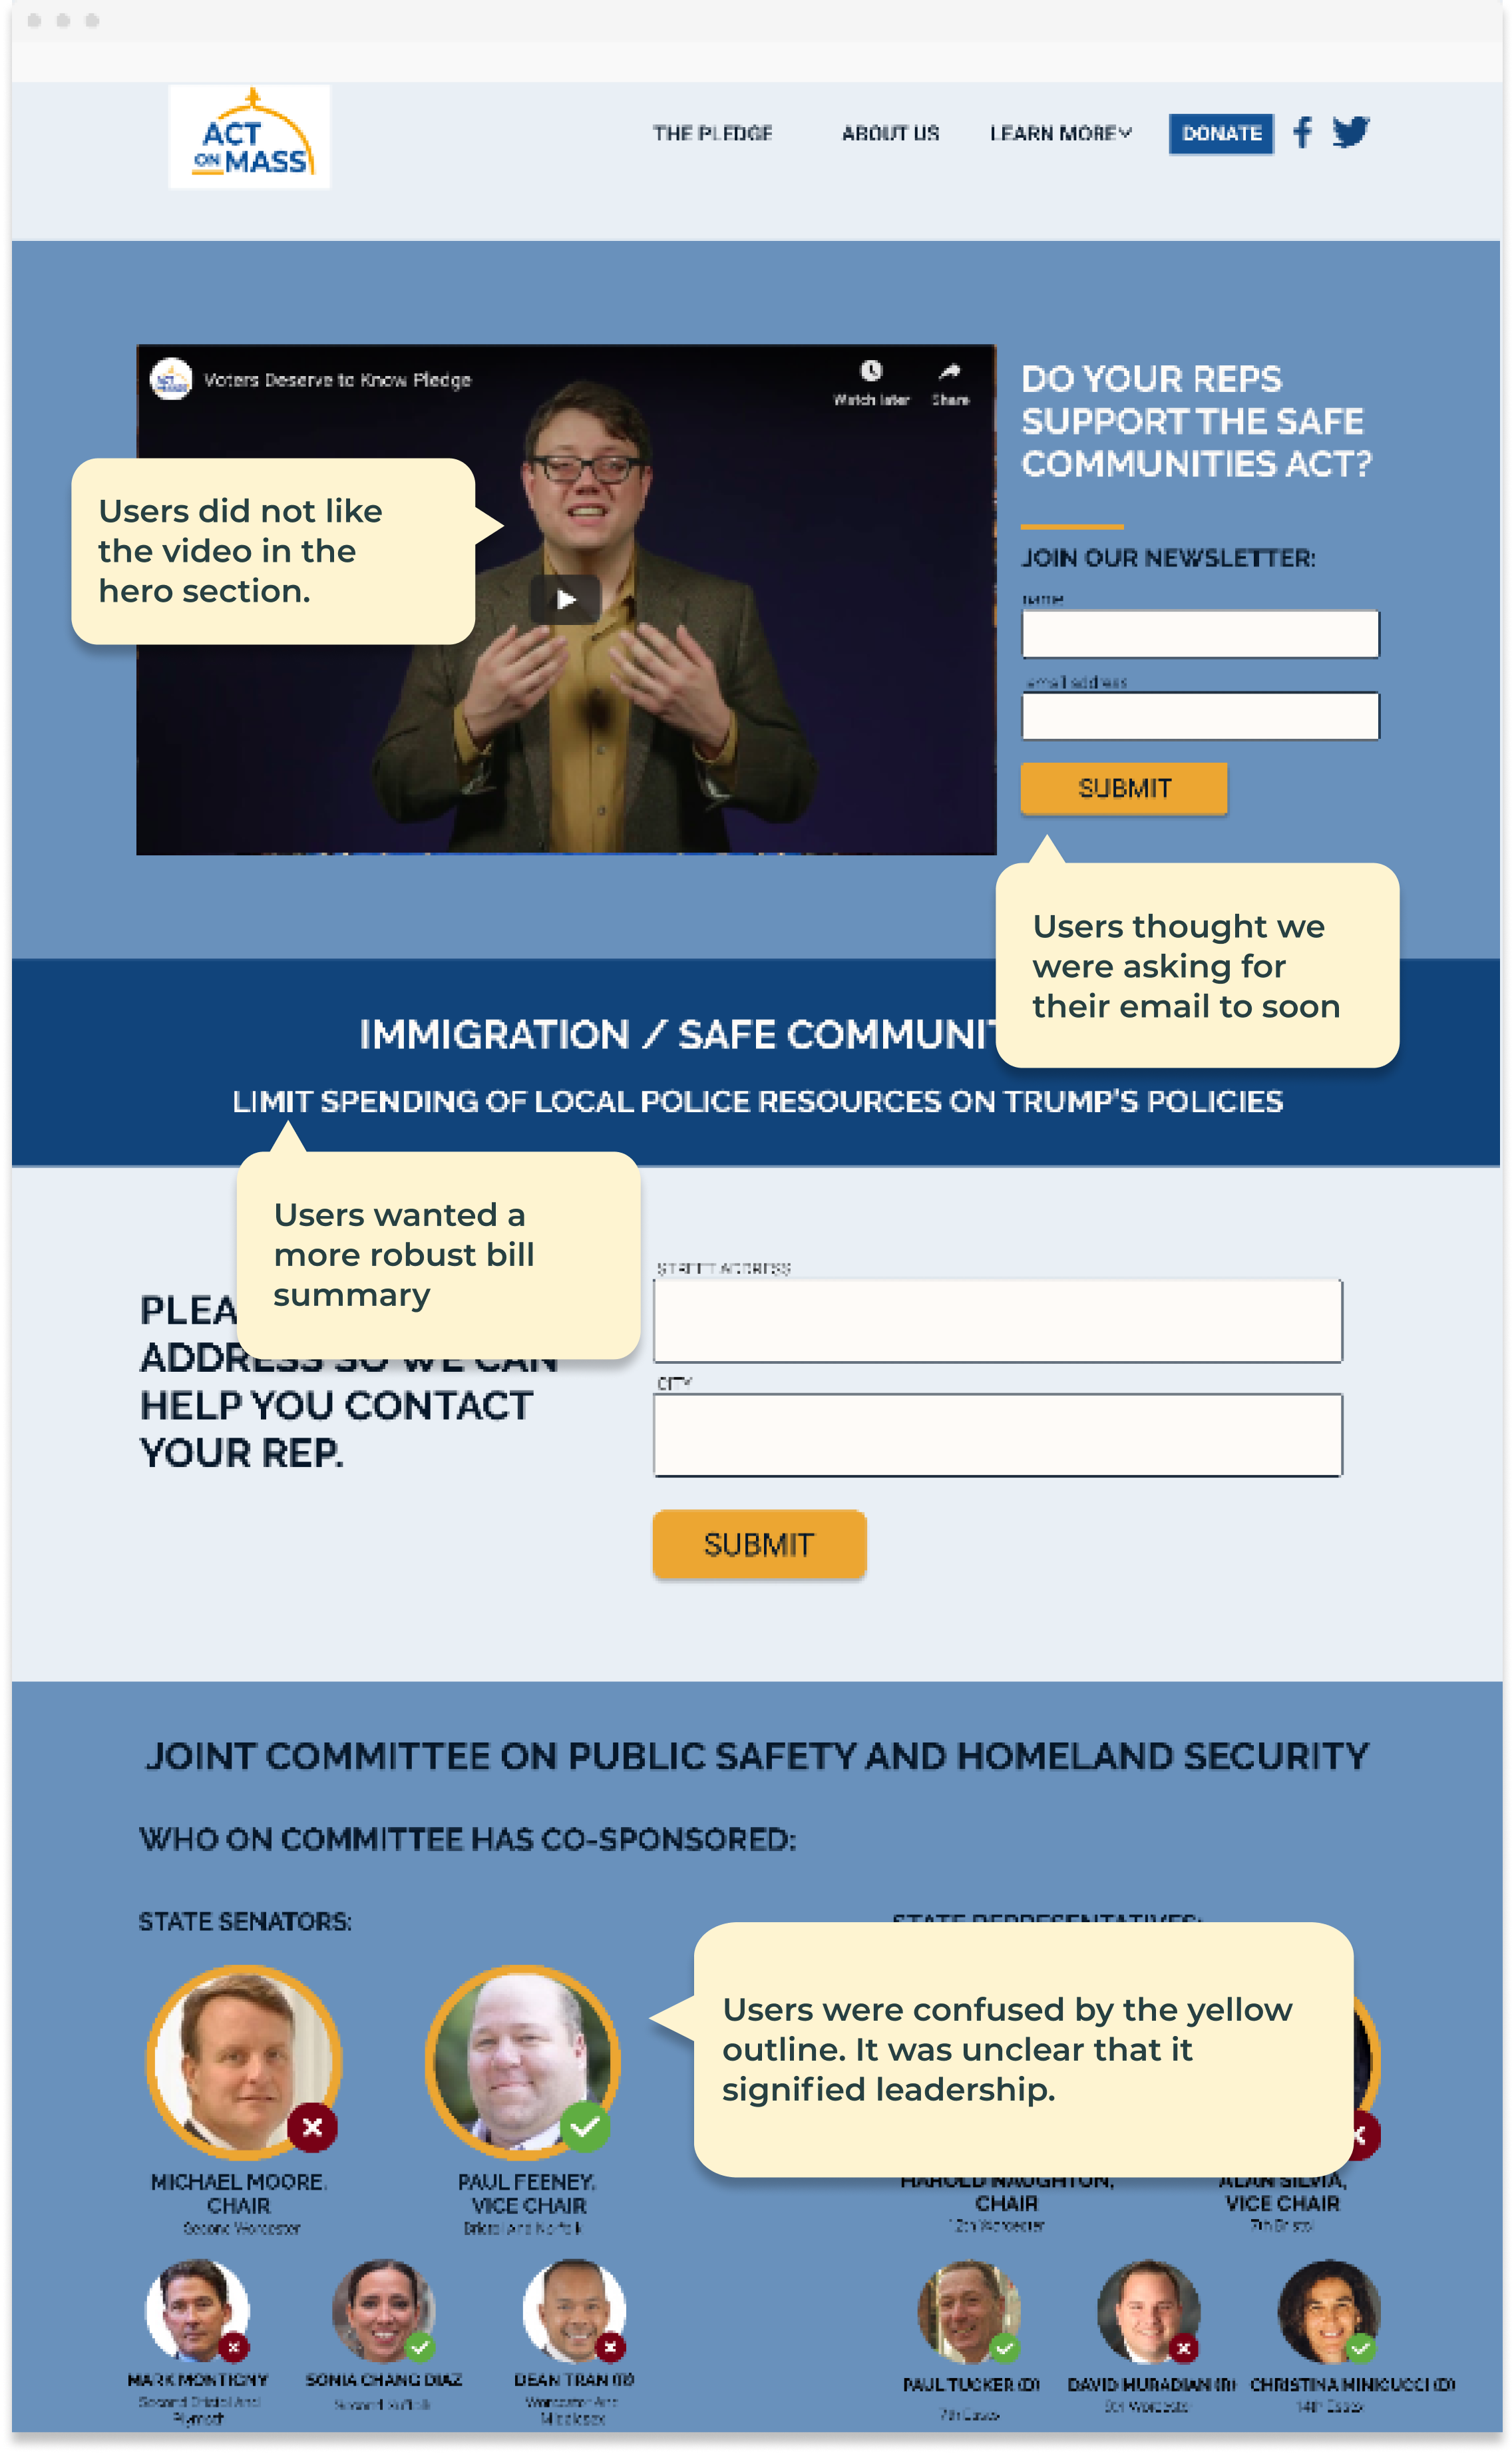 ACT
ON MASS
THE PLEDGE
ABOUT US
LEARN MORE
DONATE
Voters Deserve to Know Pledge
Watch later
Share
DO YOUR REPS
SUPPORT THE SAFE
COMMUNITIES ACT?
Users did not like
the video in the
hero section.
JOIN OUR NEWSLETTER:
name
email address
SUBMIT
Users thought we
were asking for
their email to soon
IMMIGRATION / SAFE COMMUNIT
LIMIT SPENDING OF LOCAL POLICE RESOURCES ON TRUMP'S POLICIES
Users wanted a
more robust bill
summary
PLEA
ADDRESS SO WE CAN
HELP YOU CONTACT
YOUR REP.
STREET ADDRESS
CITY
SUBMIT
JOINT COMMITTEE ON PUBLIC SAFETY AND HOMELAND SECURITY
WHO ON COMMITTEE HAS CO-SPONSORED:
STATE SENATORS:
STATE REPRESENTATIVES:
Users were confused by the yellow
outline. It was unclear that it
signified leadership.
MICHAEL MOORE,
CHAIR
Second Worcester
PAUL FEENEY,
VICE CHAIR
Bristol And Norfolk
HAROLD NAUGHTON,
CHAIR
12th Worcester
ALAN SILVIA,
VICE CHAIR
7th Bristol
MARK MONTIGNY
Second Bristol And
Plymoth
SONIA CHANG DIAZ
Second Suffolk
DEAN TRAN (R)
Worcester And
Middlesex
PAUL TUCKER (D)
7th Essex
DAVID MURADIAN (R)
9th Worcester
CHRISTINA MINICUCCI (D)
14th Essex